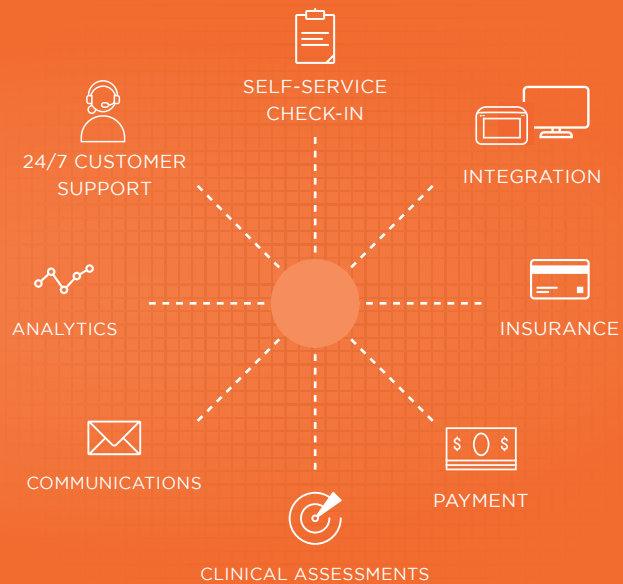 SELF-SERVICE
CHECK-IN
24/7 CUSTOMER
SUPPORT
INTEGRATION
ANALYTICS
INSURANCE
COMMUNICATIONS
$ $
PAYMENT
CLINICAL ASSESSMENTS